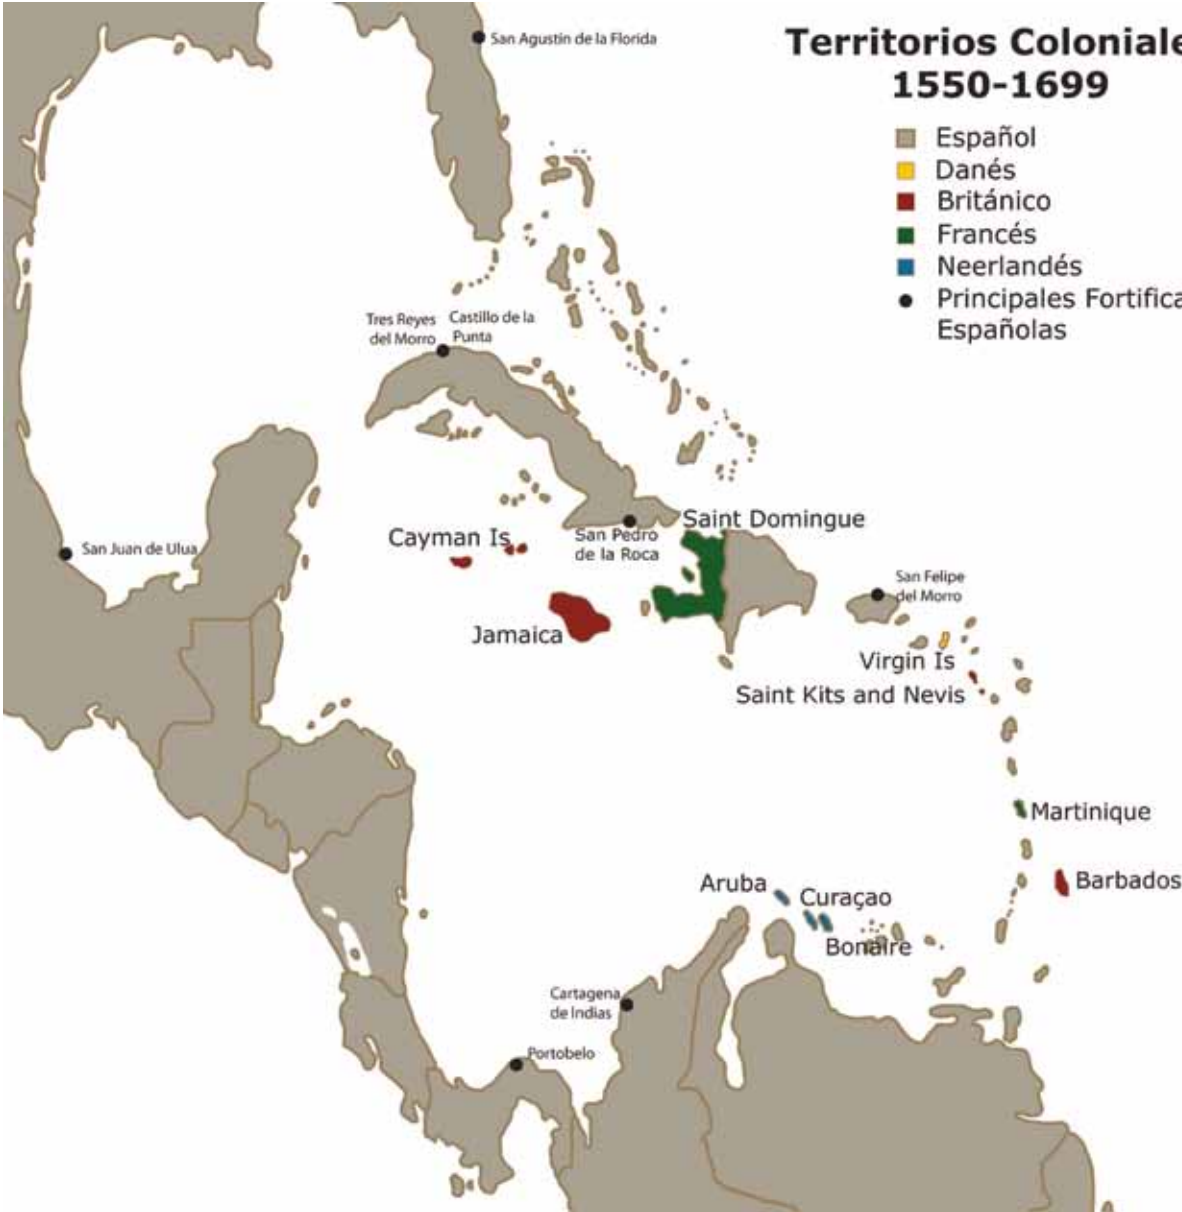 San Agustin de la Florida
Territorios Coloniale
1550-1699
Español
Danés
Británico
Francés
Neerlandés
Principales Fortifica
Españolas
Tres Reyes
del Morro
Castillo de la
Punta
Saint Domingue
Cayman Is
San Pedro
de la Roca
San Juan de Ulua
San Felipe
del Morro
Jamaica
Virgin Is
Saint Kits and Nevis
Martinique
Barbados
Aruba
Curaçao
Bonaire
Cartagena
de Indias
Portobelo